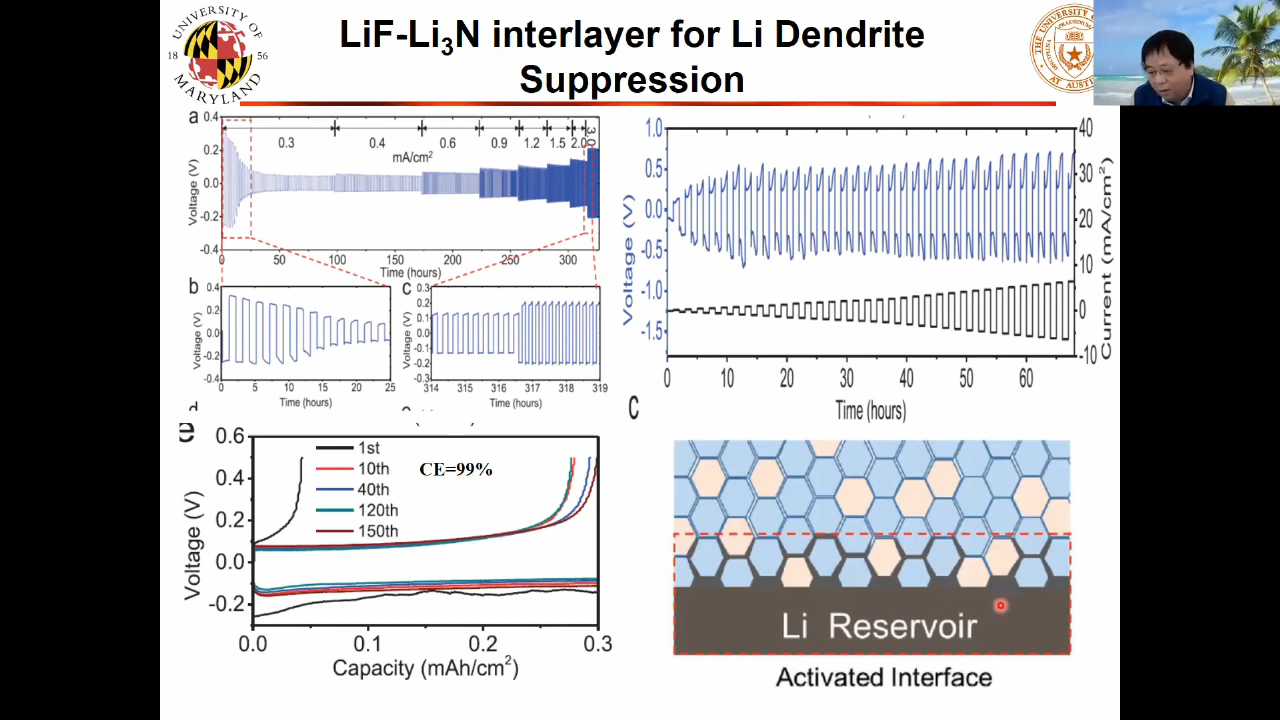 LiF-Li₃N interlayer for Li Dendrite
Suppression
UNIVERSITY OF
18 56
MARYLAND
THE UNIVERSITY OF
AT AUSTIN
a
0.4
0.2
0.0
-0.2
-0.4
Voltage (V)
0.3 0.4 0.6 0.9 1.2 1.5 2.0 3.0
mA/cm²
0 50 100 150 200 250 300
Time (hours)
b
0.4
0.2
0.0
-0.2
-0.4
Voltage (V)
0 5 10 15 20 25
Time (hours)
c
0.3
0.2
0.1
0.0
-0.1
-0.2
-0.3
Voltage (V)
314 315 316 317 318 319
Time (hours)
1.0
0.5
0.0
-0.5
-1.0
-1.5
Voltage (V)
40
30
20
10
0
-10
Current (mA/cm²)
0 10 20 30 40 50 60
Time (hours)
0.6
0.4
0.2
0.0
-0.2
Voltage (V)
1st
10th
40th
120th
150th
CE=99%
0.0 0.1 0.2 0.3
Capacity (mAh/cm²)
C
Li Reservoir
Activated Interface